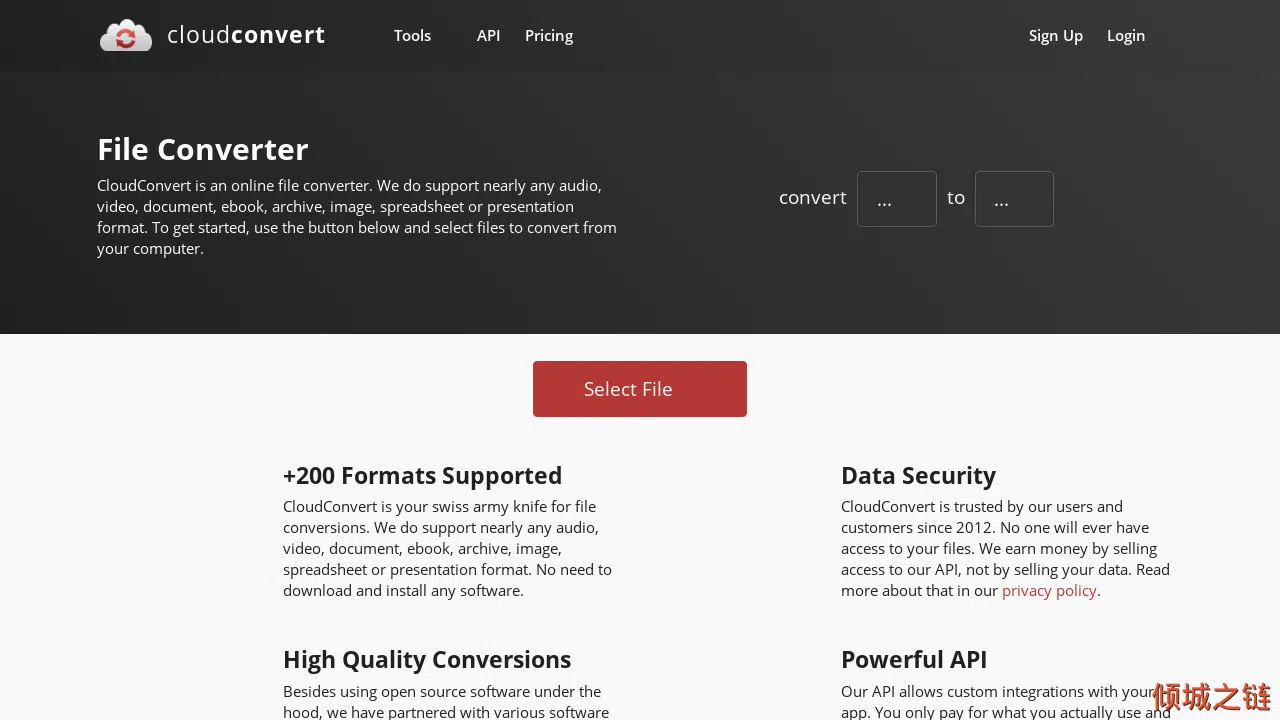 cloudconvert
Tools API Pricing Sign Up Login
File Converter
CloudConvert is an online file converter. We do support nearly any audio,
video, document, ebook, archive, image, spreadsheet or presentation
format. To get started, use the button below and select files to convert from
your computer.
convert ... to ...
Select File
+200 Formats Supported
CloudConvert is your swiss army knife for file
conversions. We do support nearly any audio,
video, document, ebook, archive, image,
spreadsheet or presentation format. No need to
download and install any software.
Data Security
CloudConvert is trusted by our users and
customers since 2012. No one will ever have
access to your files. We earn money by selling
access to our API, not by selling your data. Read
more about that in our privacy policy.
High Quality Conversions
Besides using open source software under the
hood, we have partnered with various software
Powerful API
Our API allows custom integrations with your
app. You only pay for what you actually use and
倾城之链